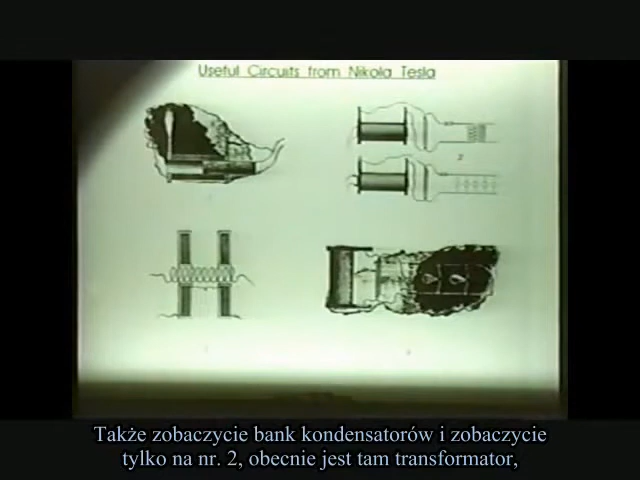 Useful Circuits from Nikola Tesla
2
Także zobaczycie bank kondensatorów i zobaczycie
tylko na nr. 2, obecnie jest tam transformator,